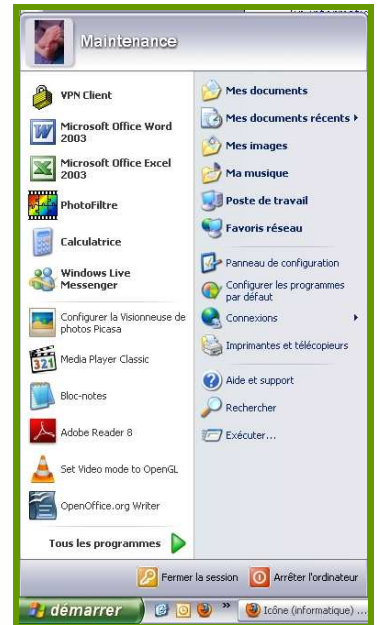 Maintenance
VPN Client
Microsoft Office Word
2003
Microsoft Office Excel
2003
PhotoFiltre
Calculatrice
Windows Live
Messenger
Configurer la Visionneuse de
photos Picasa
Media Player Classic
Bloc-notes
Adobe Reader 8
Set Video mode to OpenGL
OpenOffice.org Writer
Tous les programmes
Mes documents
Mes documents récents
Mes images
Ma musique
Poste de travail
Favoris réseau
Panneau de configuration
Configurer les programmes
par défaut
Connexions
Imprimantes et télécopieurs
Aide et support
Rechercher
Exécuter...
Fermer la session
Arrêter l'ordinateur
démarrer
»
Icône (informatique) ...